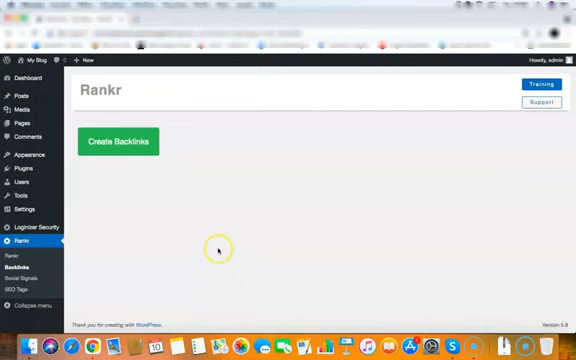 My Blog
New
Howdy, admin
Dashboard
Posts
Media
Pages
Comments
Appearance
Plugins
Users
Tools
Settings
Loginizer Security
Rankr
Rankr
Backlinks
Social Signals
SEO Tags
Collapse menu
Rankr
Training
Support
Create Backlinks
Thank you for creating with WordPress.
Version 5.8